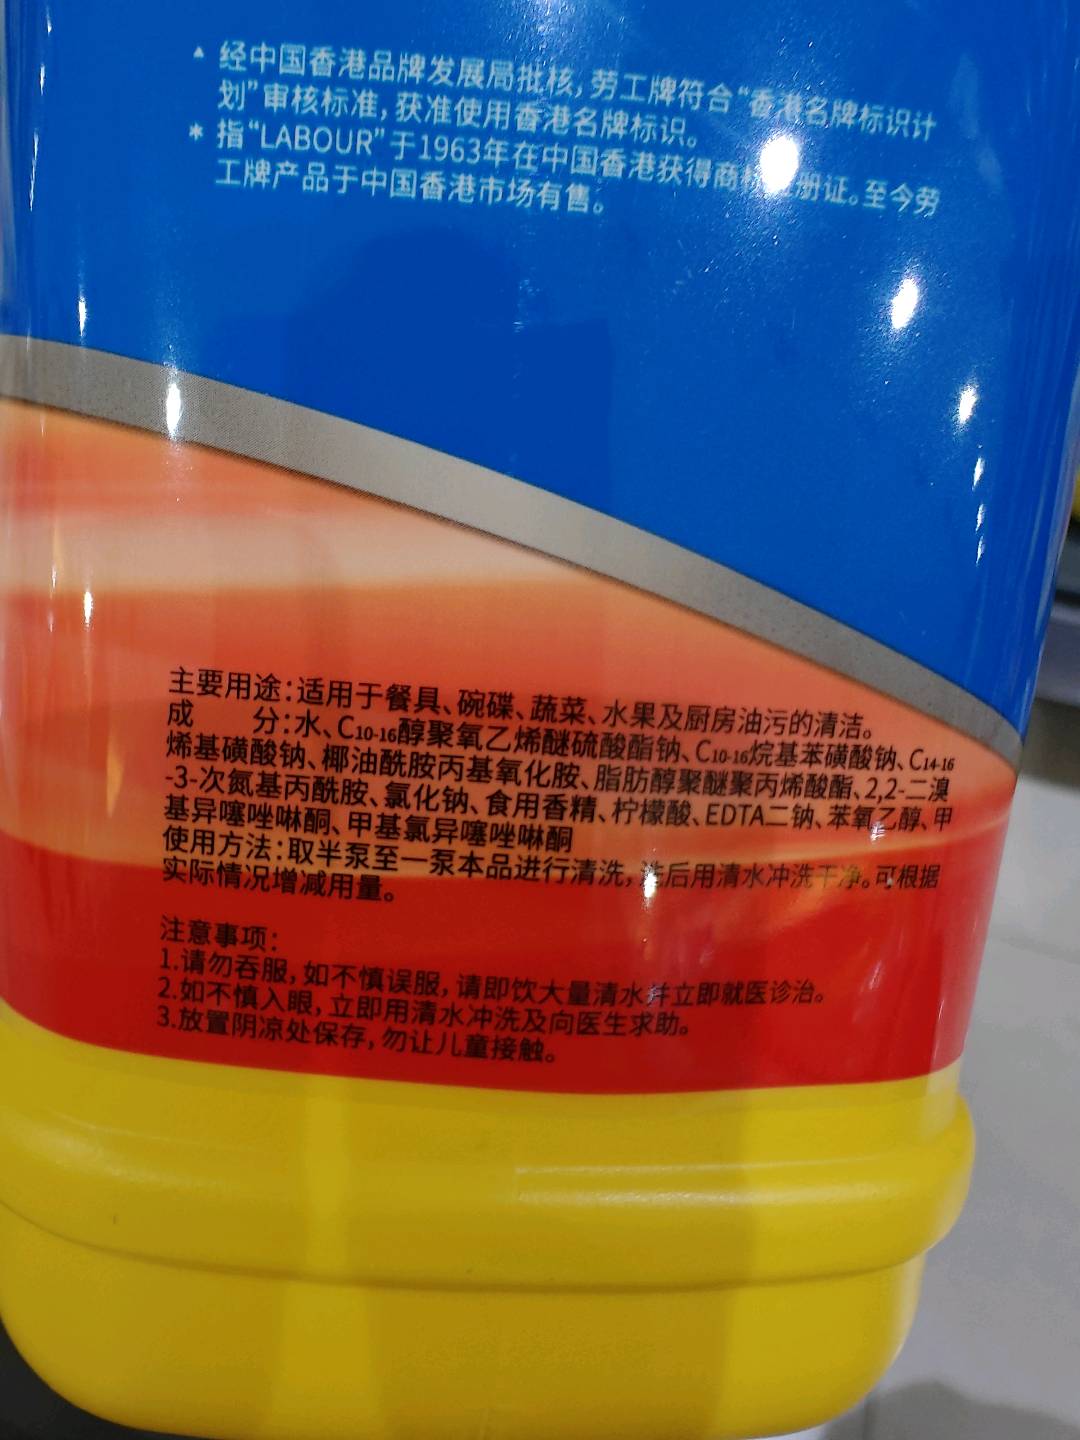 ▲ 经中国香港品牌发展局批核,劳工牌符合“香港名牌标识计
划”审核标准,获准使用香港名牌标识。
* 指“LABOUR”于1963年在中国香港获得商标注册证。至今劳
工牌产品于中国香港市场有售。
主要用途:适用于餐具、碗碟、蔬菜、水果及厨房油污的清洁。
成 分:水、C10-16醇聚氧乙烯醚硫酸酯钠、C10-16烷基苯磺酸钠、C14-16
烯基磺酸钠、椰油酰胺丙基氧化胺、脂肪醇聚醚聚丙烯酸酯、2,2-二溴
-3-次氮基丙酰胺、氯化钠、食用香精、柠檬酸、EDTA二钠、苯氧乙醇、甲
基异噻唑啉酮、甲基氯异噻唑啉酮
使用方法:取半泵至一泵本品进行清洗,洗后用清水冲洗干净。可根据
实际情况增减用量。
注意事项:
1.请勿吞服,如不慎误服,请即饮大量清水并立即就医诊治。
2.如不慎入眼,立即用清水冲洗及向医生求助。
3.放置阴凉处保存,勿让儿童接触。